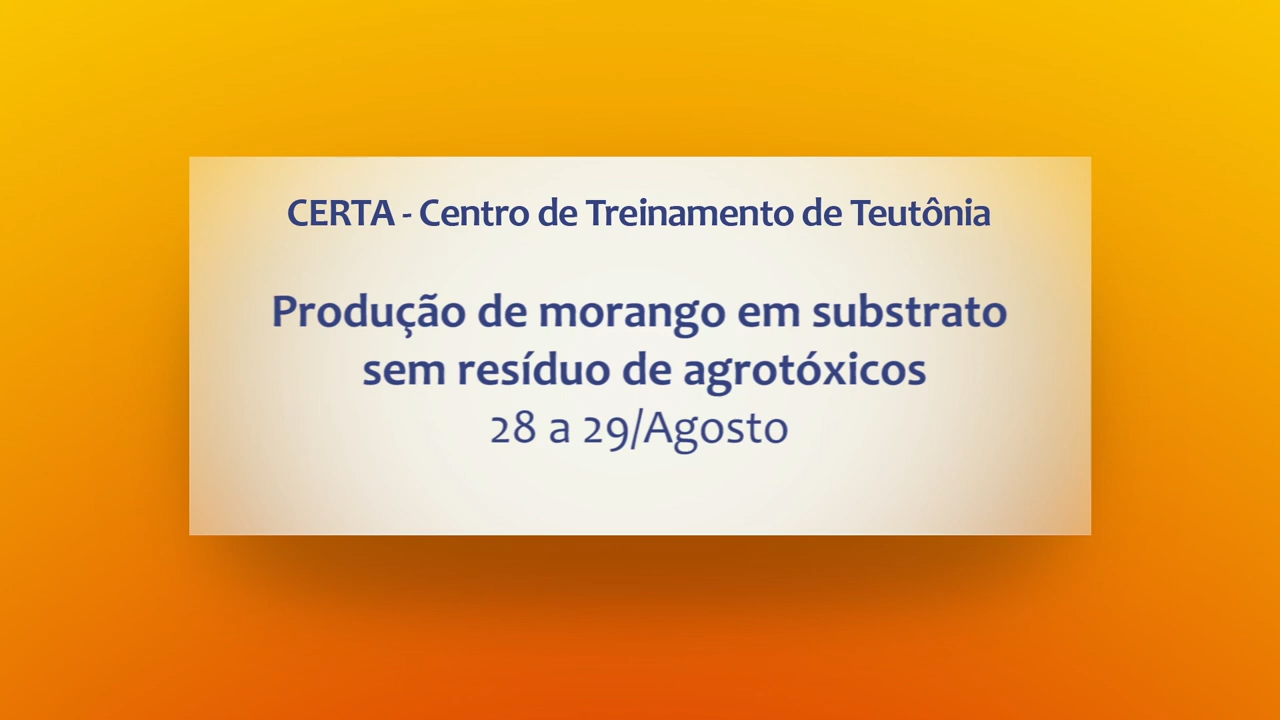 CERTA - Centro de Treinamento de Teutônia
Produção de morango em substrato
sem resíduo de agrotóxicos
28 a 29/Agosto